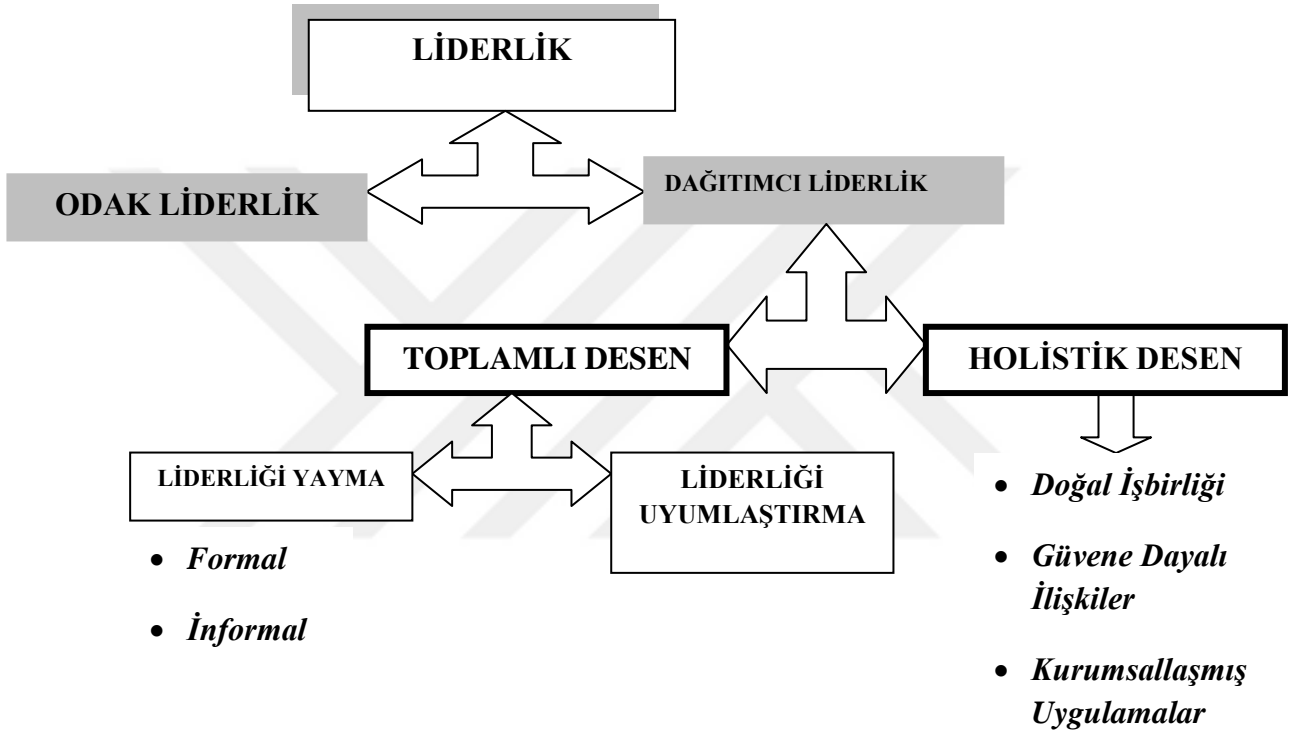 LİDERLİK
ODAK LİDERLİK
DAĞITIMCI LİDERLİK
TOPLAMLI DESEN
HOLİSTİK DESEN
LİDERLİĞİ YAYMA
LİDERLİĞİ
UYUMLAŞTIRMA
• Formal
• İnformal
• Doğal İşbirliği
• Güvene Dayalı
İlişkiler
• Kurumsallaşmış
Uygulamalar